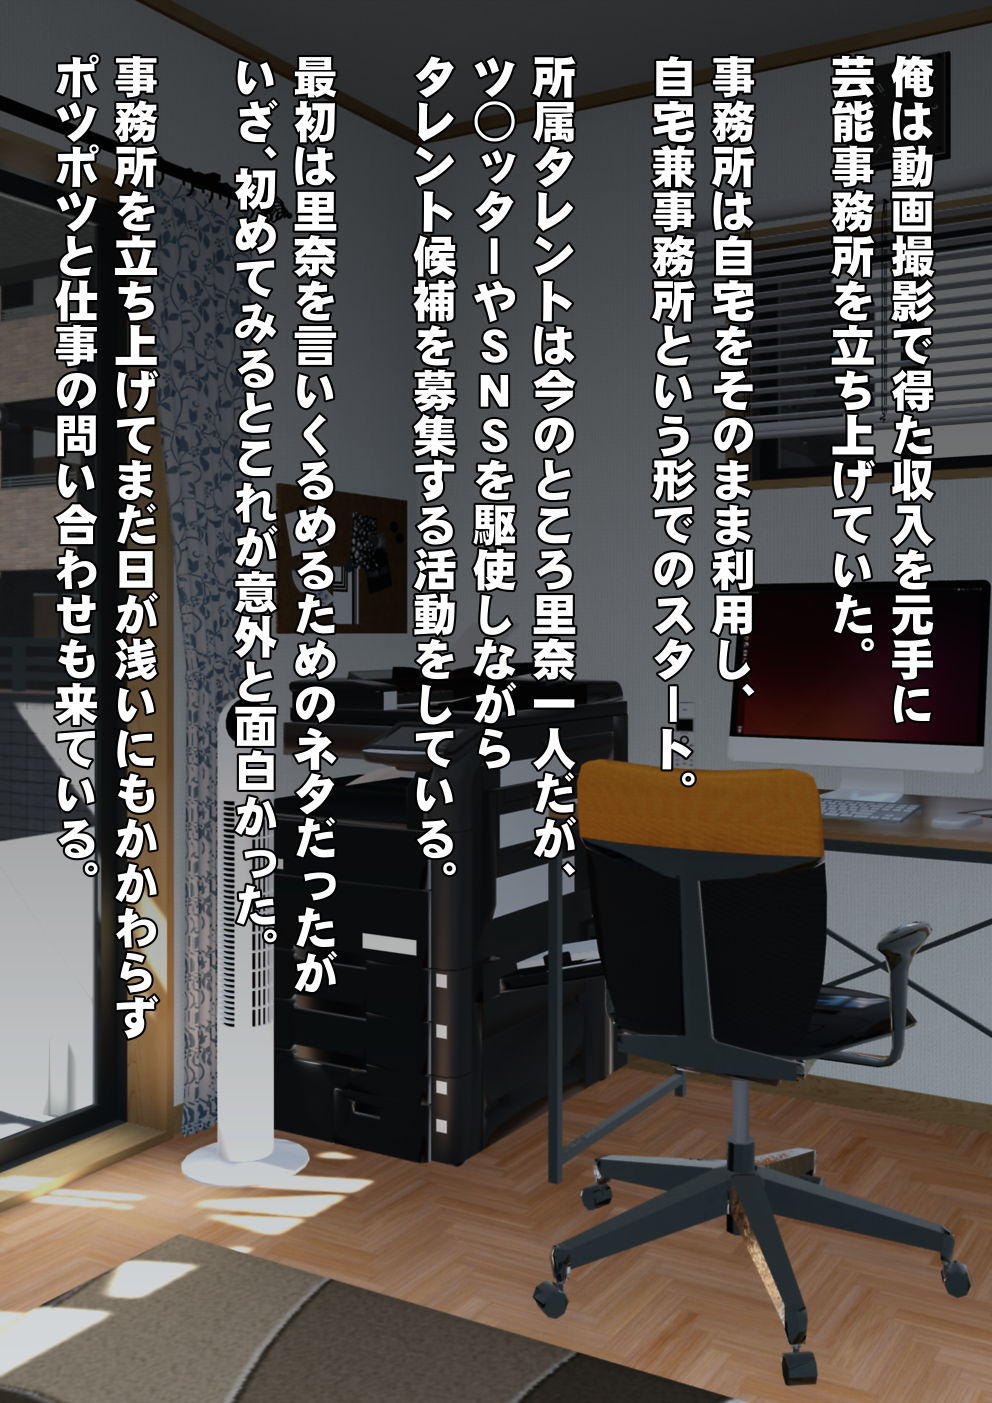 俺は動画撮影で得た収入を元手に
芸能事務所を立ち上げていた。
事務所は自宅をそのまま利用し、
自宅兼事務所という形でのスタート。
所属タレントは今のところ里奈一人だが、
ツ〇ッターやＳＮＳを駆使しながら
タレント候補を募集する活動をしている。
最初は里奈を言いくるめるためのネタだったが
いざ、初めてみるとこれが意外と面白かった。
事務所を立ち上げてまだ日が浅いにもかかわらず
ポツポツと仕事の問い合わせも来ている。